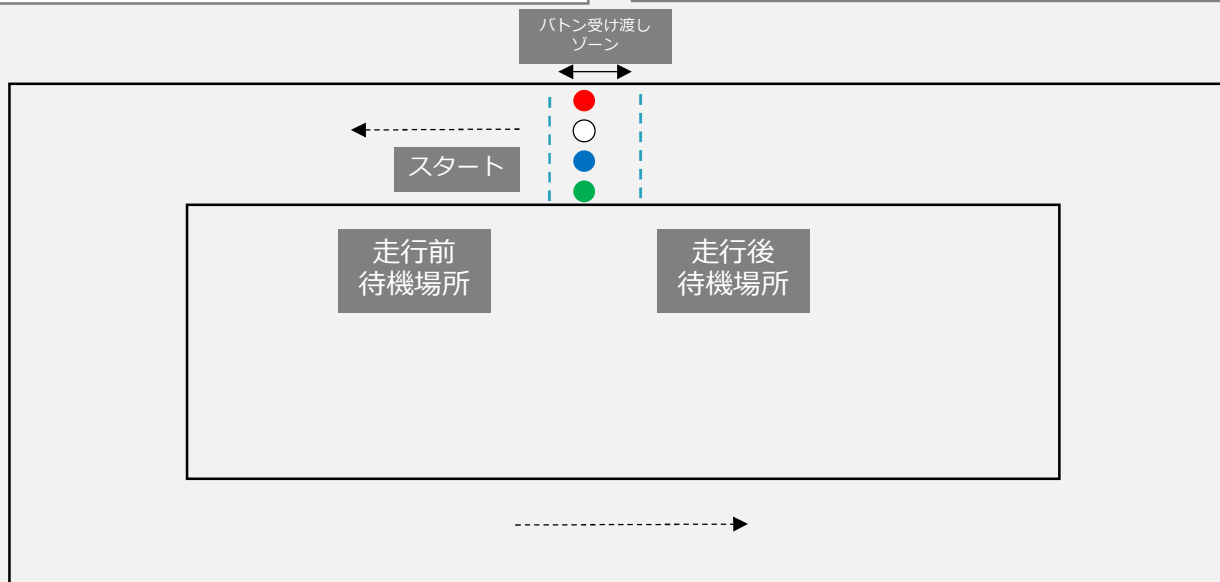 バトン受け渡し
ゾーン
スタート
走行前
待機場所
走行後
待機場所